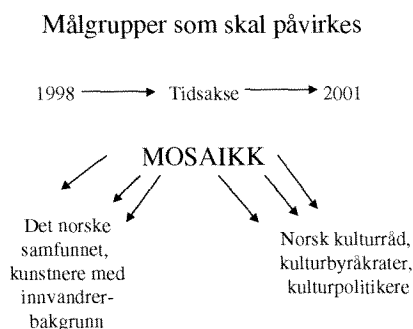 Målgrupper som skal påvirkes
1998 Tidsakse 2001
MOSAIKK
Det norske
samfunnet,
kunstnere med
innvandrer-
bakgrunn
Norsk kulturråd,
kulturbyråkrater,
kulturpolitikere